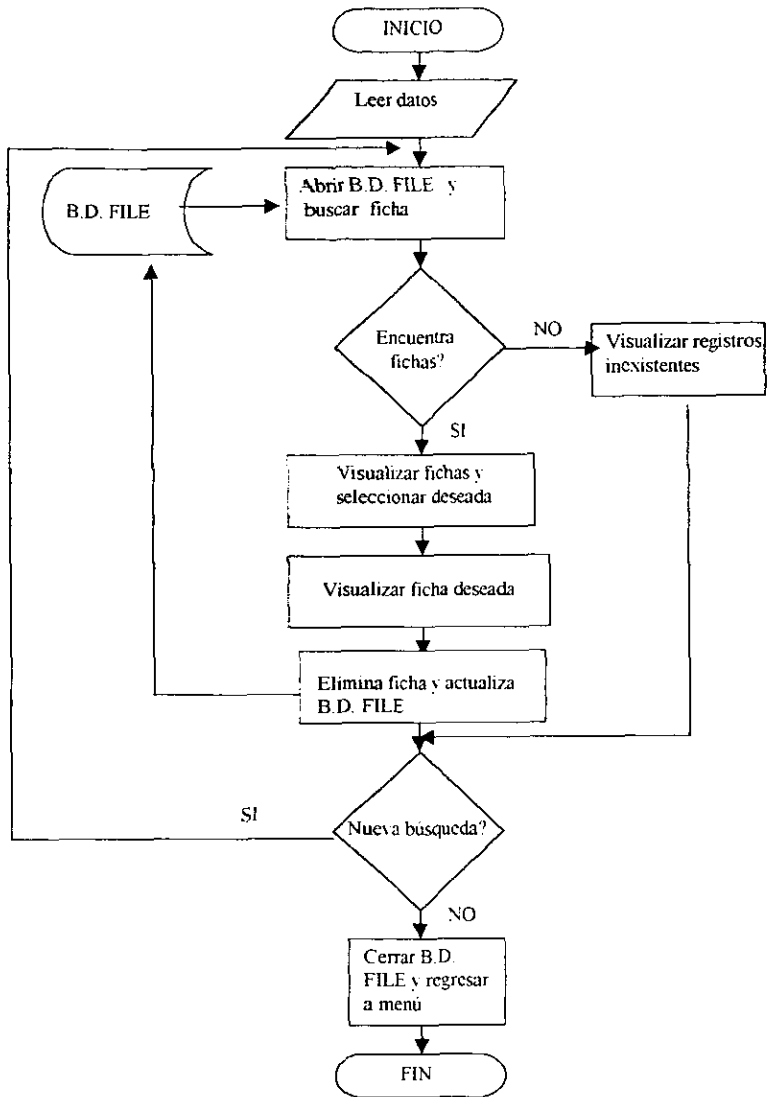 INICIO
Leer datos
Abrir B.D. FILE y
buscar ficha
B.D. FILE
Encuentra
fichas?
NO
Visualizar registros
inexistentes
SI
Visualizar fichas y
seleccionar deseada
Visualizar ficha deseada
Elimina ficha y actualiza
B.D. FILE
SI
Nueva búsqueda?
NO
Cerrar B.D.
FILE y regresar
a menú
FIN